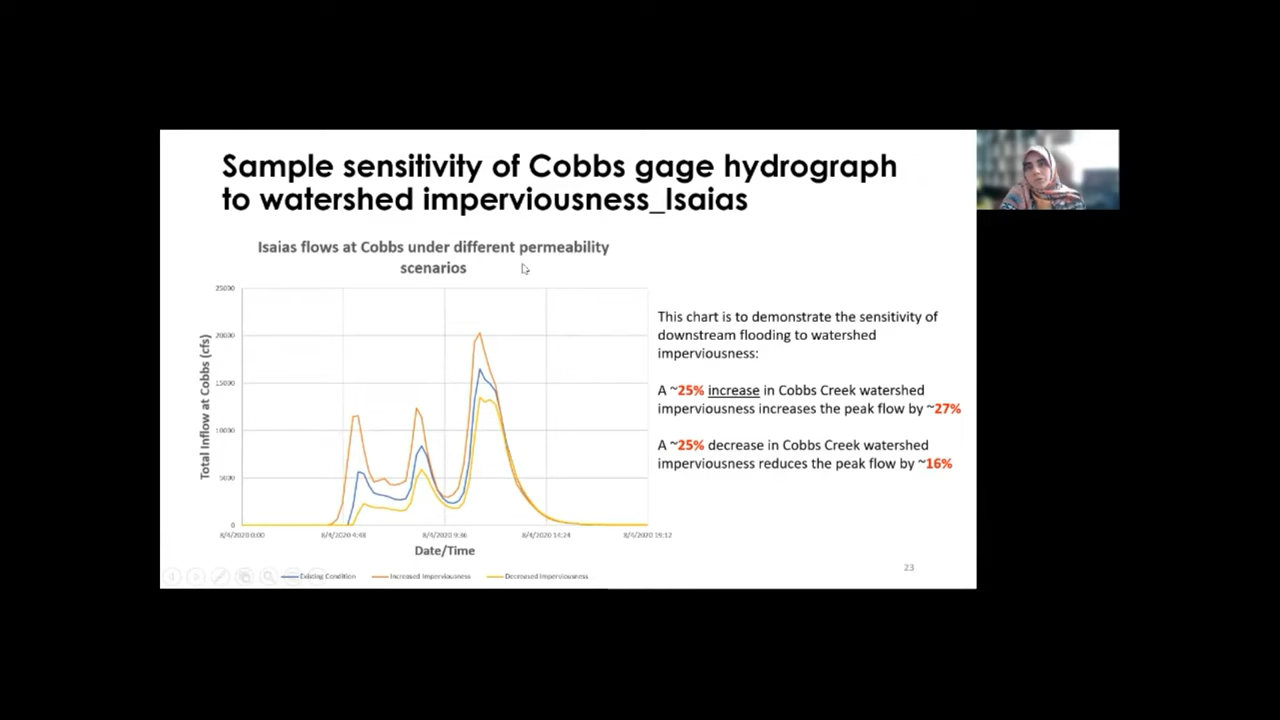 Sample sensitivity of Cobbs gage hydrograph
to watershed imperviousness_Isaias
Isaias flows at Cobbs under different permeability
scenarios
25000
20000
15000
10000
5000
0
Total Inflow at Cobbs (cfs)
8/4/2020 0:00
8/4/2020 4:48
8/4/2020 9:36
8/4/2020 14:24
8/4/2020 19:12
Date/Time
Existing Condition
Increased Imperviousness
Decreased Imperviousness
This chart is to demonstrate the sensitivity of
downstream flooding to watershed
imperviousness:
A ~25% increase in Cobbs Creek watershed
imperviousness increases the peak flow by ~27%
A ~25% decrease in Cobbs Creek watershed
imperviousness reduces the peak flow by ~16%
23